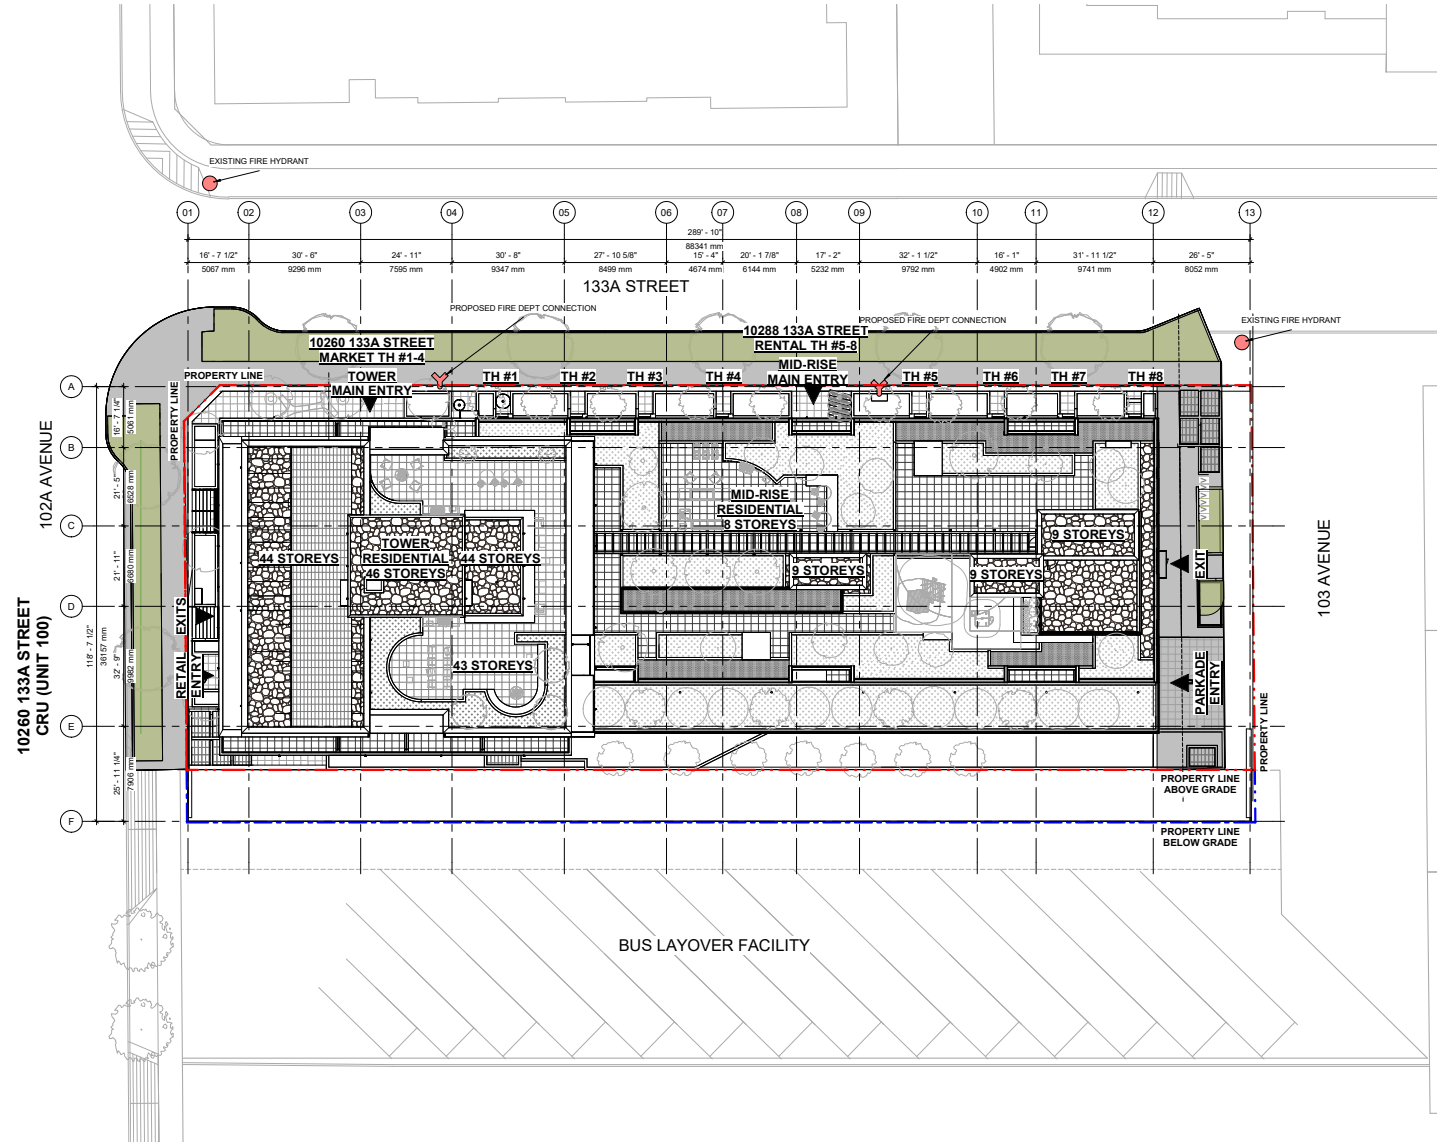 EXISTING FIRE HYDRANT
01 02 03 04 05 06 07 08 09 10 11 12 13
289' - 10"
88341 mm
16' - 7 1/2" 30' - 6" 24' - 11" 30' - 8" 27' - 10 5/8" 15' - 4" 20' - 1 7/8" 17' - 2" 32' - 1 1/2" 16' - 1" 31' - 11 1/2" 26' - 5"
5067 mm 9296 mm 7595 mm 9347 mm 8499 mm 4674 mm 6144 mm 5232 mm 9792 mm 4902 mm 9741 mm 8052 mm
133A STREET
PROPOSED FIRE DEPT CONNECTION
PROPOSED FIRE DEPT CONNECTION
EXISTING FIRE HYDRANT
10260 133A STREET
MARKET TH #1-4
10288 133A STREET
RENTAL TH #5-8
PROPERTY LINE
TOWER
MAIN ENTRY
MID-RISE
MAIN ENTRY
TH #1 TH #2 TH #3 TH #4 TH #5 TH #6 TH #7 TH #8
A
B
C
D
E
F
PROPERTY LINE
16' - 7 1/4"
5061 mm
21' - 5"
6528 mm
21' - 11"
6680 mm
32' - 9"
9982 mm
25' - 11 1/4"
7906 mm
118' - 7 1/2"
36157 mm
102A AVENUE
10260 133A STREET
CRU (UNIT 100)
EXITS
RETAIL
ENTRY
44 STOREYS
TOWER
RESIDENTIAL
46 STOREYS
44 STOREYS
43 STOREYS
MID-RISE
RESIDENTIAL
8 STOREYS
9 STOREYS
9 STOREYS
9 STOREYS
EXIT
PARKADE
ENTRY
103 AVENUE
PROPERTY LINE
PROPERTY LINE
ABOVE GRADE
PROPERTY LINE
BELOW GRADE
BUS LAYOVER FACILITY